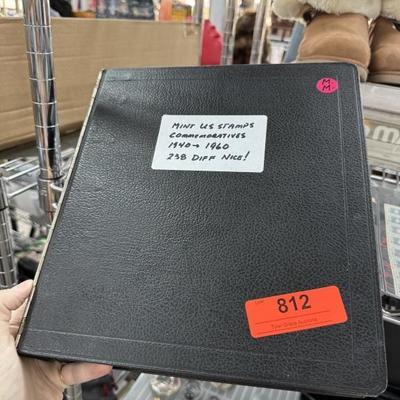 M
M.
MINT US STAMPS
COMMEMORATIVES
1940→1960
238 DIFF NICE!
812